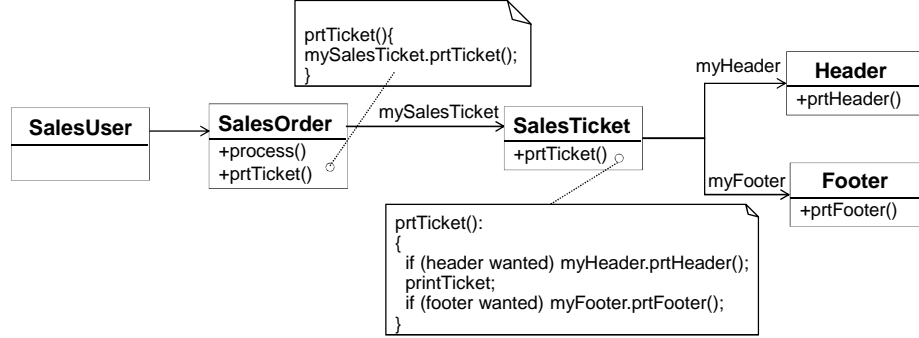 prtTicket(){
mySalesTicket.prtTicket();
}
SalesUser
SalesOrder
+process()
+prtTicket()
mySalesTicket
SalesTicket
+prtTicket()
myHeader
Header
+prtHeader()
myFooter
Footer
+prtFooter()
prtTicket():
{
if (header wanted) myHeader.prtHeader();
printTicket;
if (footer wanted) myFooter.prtFooter();
}